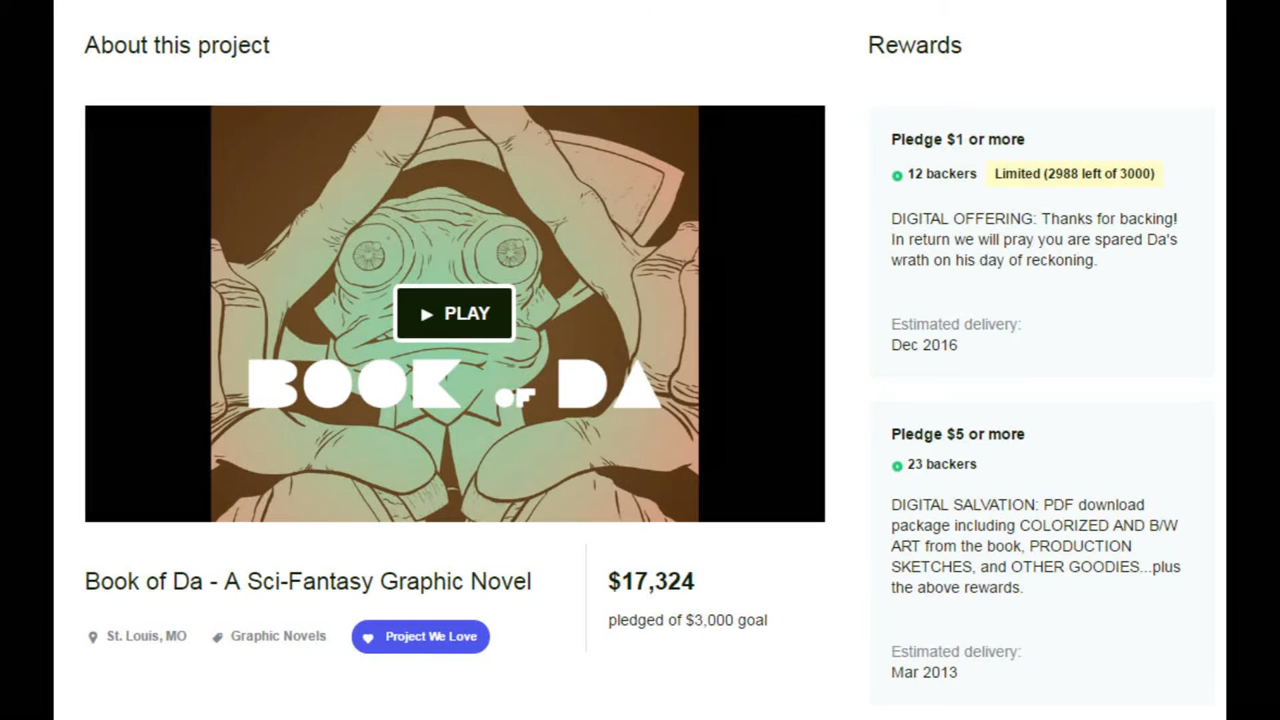 About this project
PLAY
BOOK OF DA
Book of Da - A Sci-Fantasy Graphic Novel
St. Louis, MO
Graphic Novels
Project We Love
$17,324
pledged of $3,000 goal
Rewards
Pledge $1 or more
12 backers
Limited (2988 left of 3000)
DIGITAL OFFERING: Thanks for backing!
In return we will pray you are spared Da's
wrath on his day of reckoning.
Estimated delivery:
Dec 2016
Pledge $5 or more
23 backers
DIGITAL SALVATION: PDF download
package including COLORIZED AND B/W
ART from the book, PRODUCTION
SKETCHES, and OTHER GOODIES...plus
the above rewards.
Estimated delivery:
Mar 2013